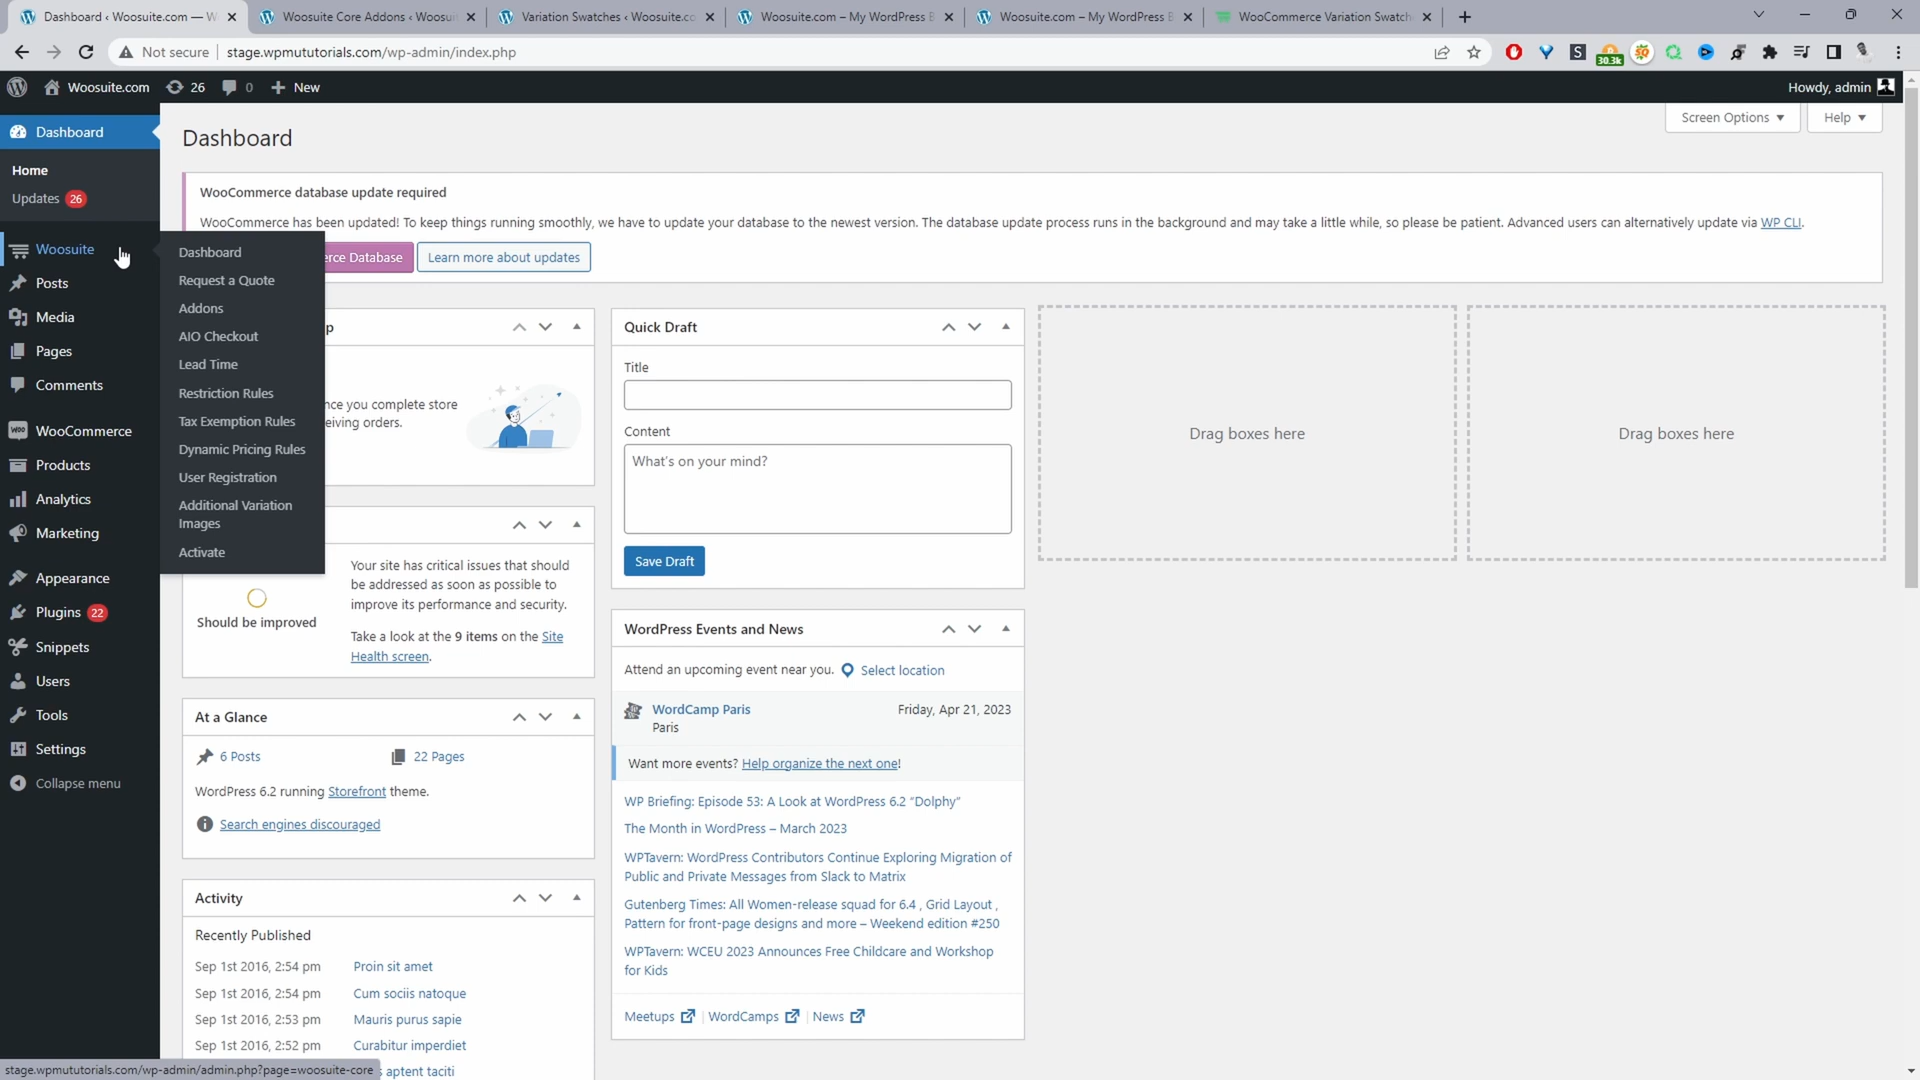 Dashboard ‹ Woosuite.com — W
Woosuite Core Addons ‹ Woosui
Variation Swatches ‹ Woosuite.co
Woosuite.com – My WordPress B
Woosuite.com – My WordPress B
WooCommerce Variation Swatch
Not secure
stage.wpmututorials.com/wp-admin/index.php
30.3k
Woosuite.com
26
0
New
Howdy, admin
Dashboard
Home
Updates 26
Woosuite
Posts
Media
Pages
Comments
WooCommerce
Products
Analytics
Marketing
Appearance
Plugins 22
Snippets
Users
Tools
Settings
Collapse menu
Dashboard
Request a Quote
Addons
AIO Checkout
Lead Time
Restriction Rules
Tax Exemption Rules
Dynamic Pricing Rules
User Registration
Additional Variation
Images
Activate
Dashboard
Screen Options
Help
WooCommerce database update required
WooCommerce has been updated! To keep things running smoothly, we have to update your database to the newest version. The database update process runs in the background and may take a little while, so please be patient. Advanced users can alternatively update via WP CLI.
rce Database
Learn more about updates
p
nce you complete store
eiving orders.
Should be improved
Your site has critical issues that should
be addressed as soon as possible to
improve its performance and security.
Take a look at the 9 items on the Site
Health screen.
At a Glance
6 Posts
22 Pages
WordPress 6.2 running Storefront theme.
Search engines discouraged
Activity
Recently Published
Sep 1st 2016, 2:54 pm Proin sit amet
Sep 1st 2016, 2:54 pm Cum sociis natoque
Sep 1st 2016, 2:53 pm Mauris purus sapie
Sep 1st 2016, 2:52 pm Curabitur imperdiet
s aptent taciti
Quick Draft
Title
Content
What's on your mind?
Save Draft
WordPress Events and News
Attend an upcoming event near you. Select location
WordCamp Paris
Friday, Apr 21, 2023
Paris
Want more events? Help organize the next one!
WP Briefing: Episode 53: A Look at WordPress 6.2 “Dolphy”
The Month in WordPress – March 2023
WPTavern: WordPress Contributors Continue Exploring Migration of
Public and Private Messages from Slack to Matrix
Gutenberg Times: All Women-release squad for 6.4 , Grid Layout ,
Pattern for front-page designs and more – Weekend edition #250
WPTavern: WCEU 2023 Announces Free Childcare and Workshop
for Kids
Meetups | WordCamps | News
Drag boxes here
Drag boxes here
stage.wpmututorials.com/wp-admin/admin.php?page=woosuite-core